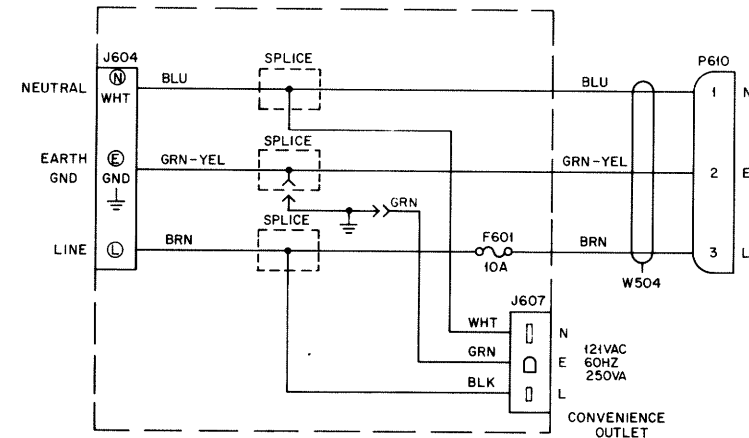 J604
SPLICE
P610
NEUTRAL
N
WHT
BLU
BLU
1
N
SPLICE
EARTH
GND
E
GND
GRN-YEL
GRN-YEL
2
E
GRN
SPLICE
LINE
L
BRN
F601
10A
BRN
3
L
W504
J607
WHT
N
GRN
E
121VAC
60HZ
250VA
BLK
L
CONVENIENCE
OUTLET